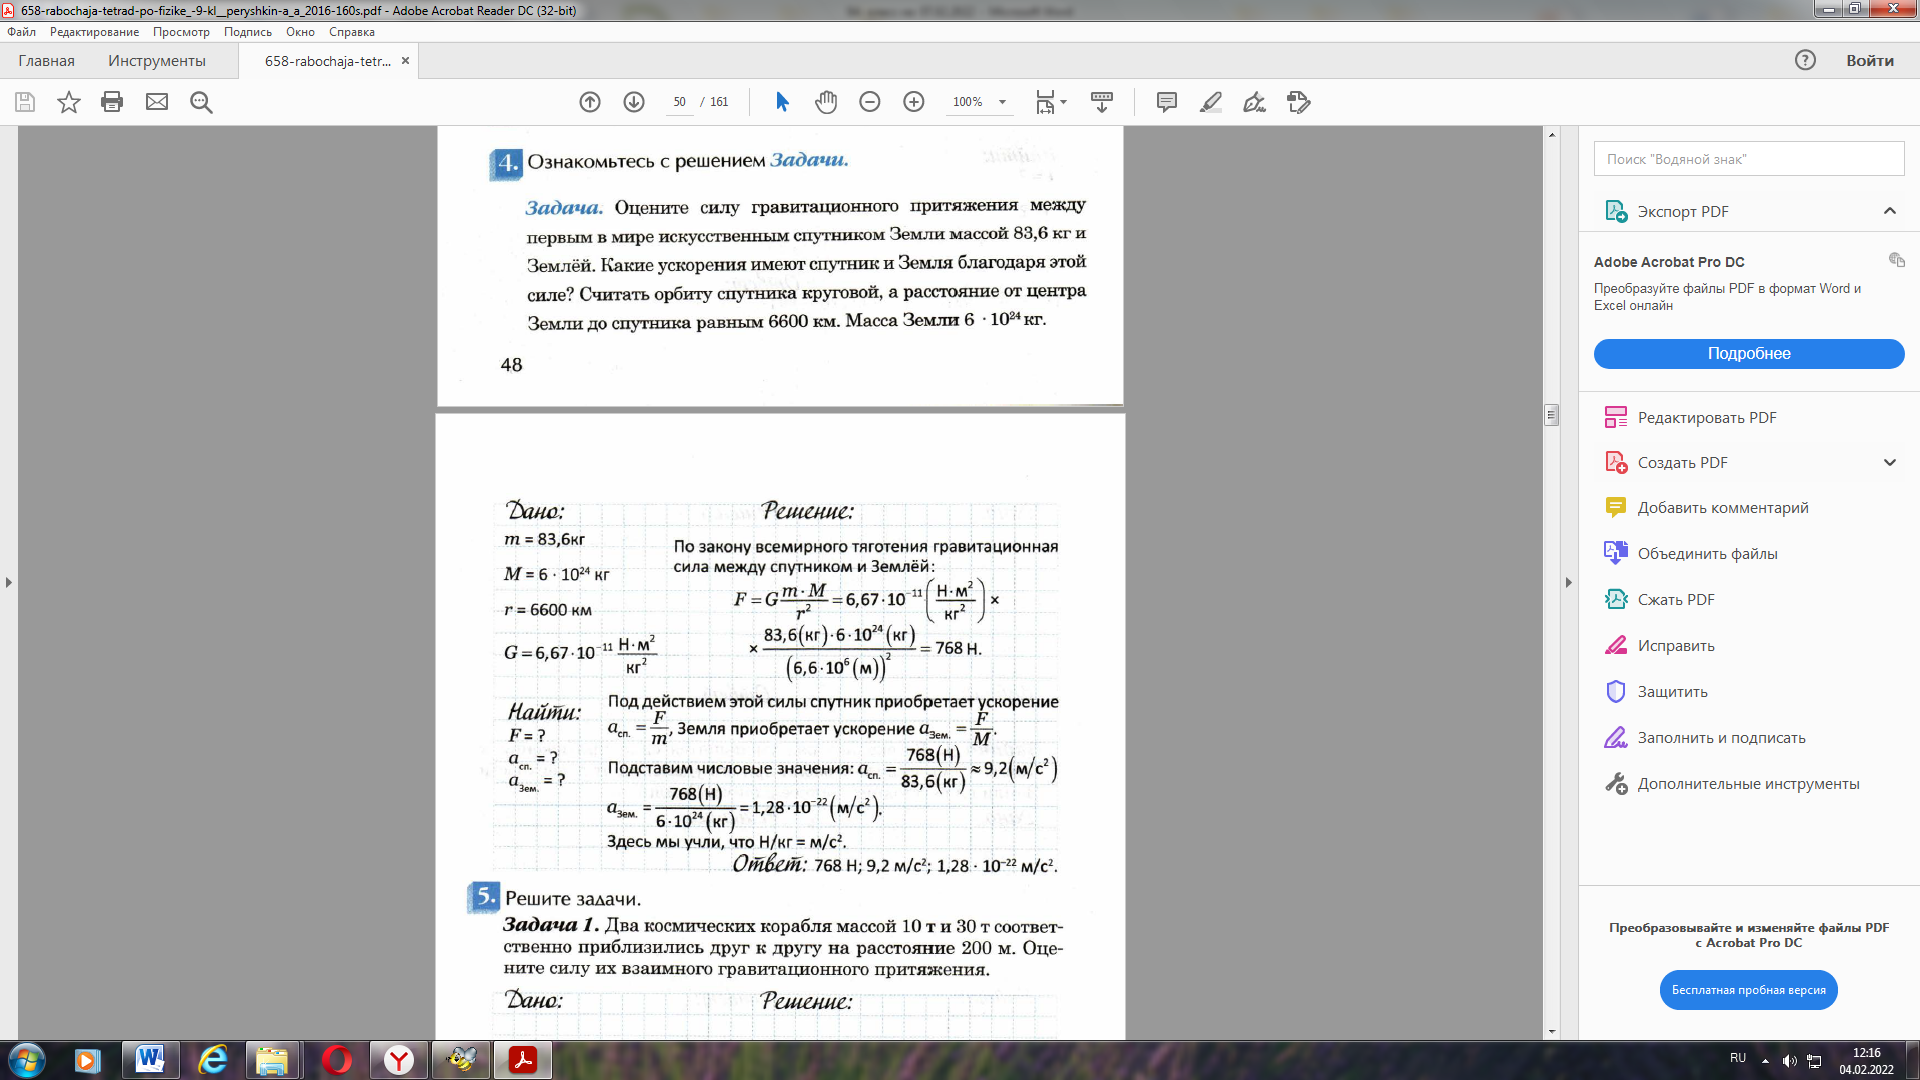 658-rabochaja-tetrad-po-fizike_-9-kl__peryshkin-a_a_2016-160s.pdf - Adobe Acrobat Reader DC (32-bit)
Файл Редактирование Просмотр Подпись Окно Справка
Главная Инструменты 658-rabochaja-tetr... × Войти
50 / 161 100%
4. Ознакомьтесь с решением Задачи.
Задача. Оцените силу гравитационного притяжения между
первым в мире искусственным спутником Земли массой 83,6 кг и
Землёй. Какие ускорения имеют спутник и Земля благодаря этой
силе? Считать орбиту спутника круговой, а расстояние от центра
Земли до спутника равным 6600 км. Масса Земли 6 · 10²⁴ кг.
48
Дано: Решение:
m = 83,6кг
M = 6 · 10²⁴ кг
r = 6600 км
G = 6,67·10⁻¹¹ Н·м²/кг²
Найти:
F = ?
aсп. = ?
aЗем. = ?
По закону всемирного тяготения гравитационная
сила между спутником и Землёй:
F = G m·M/r² = 6,67·10⁻¹¹ (Н·м²/кг²) ×
× 83,6(кг)·6·10²⁴(кг)/(6,6·10⁶(м))² = 768 Н.
Под действием этой силы спутник приобретает ускорение
aсп. = F/m, Земля приобретает ускорение aЗем. = F/M.
Подставим числовые значения: aсп. = 768(Н)/83,6(кг) ≈ 9,2(м/с²)
aЗем. = 768(Н)/6·10²⁴(кг) = 1,28·10⁻²²(м/с²).
Здесь мы учли, что Н/кг = м/с².
Ответ: 768 Н; 9,2 м/с²; 1,28 · 10⁻²² м/с².
5. Решите задачи.
Задача 1. Два космических корабля массой 10 т и 30 т соответ-
ственно приблизились друг к другу на расстояние 200 м. Оце-
ните силу их взаимного гравитационного притяжения.
Дано: Решение:
Поиск "Водяной знак"
Экспорт PDF
Adobe Acrobat Pro DC
Преобразуйте файлы PDF в формат Word и
Excel онлайн
Подробнее
Редактировать PDF
Создать PDF
Добавить комментарий
Объединить файлы
Сжать PDF
Исправить
Защитить
Заполнить и подписать
Дополнительные инструменты
Преобразовывайте и изменяйте файлы PDF
с Acrobat Pro DC
Бесплатная пробная версия
RU 12:16
04.02.2022